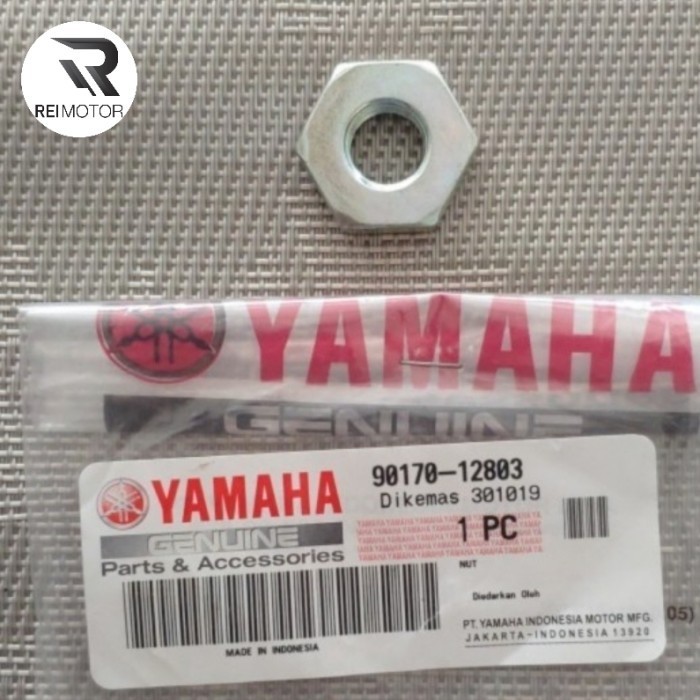 REIMOTOR
YAMAHA
GENUINE
YAMAHA
GENUINE
Parts & Accessories
90170-12803
Dikemas 301019
1 PC
NUT
Diedarkan Oleh
PT. YAMAHA INDONESIA MOTOR MFG.
JAKARTA-INDONESIA 13920
MADE IN INDONESIA
05)